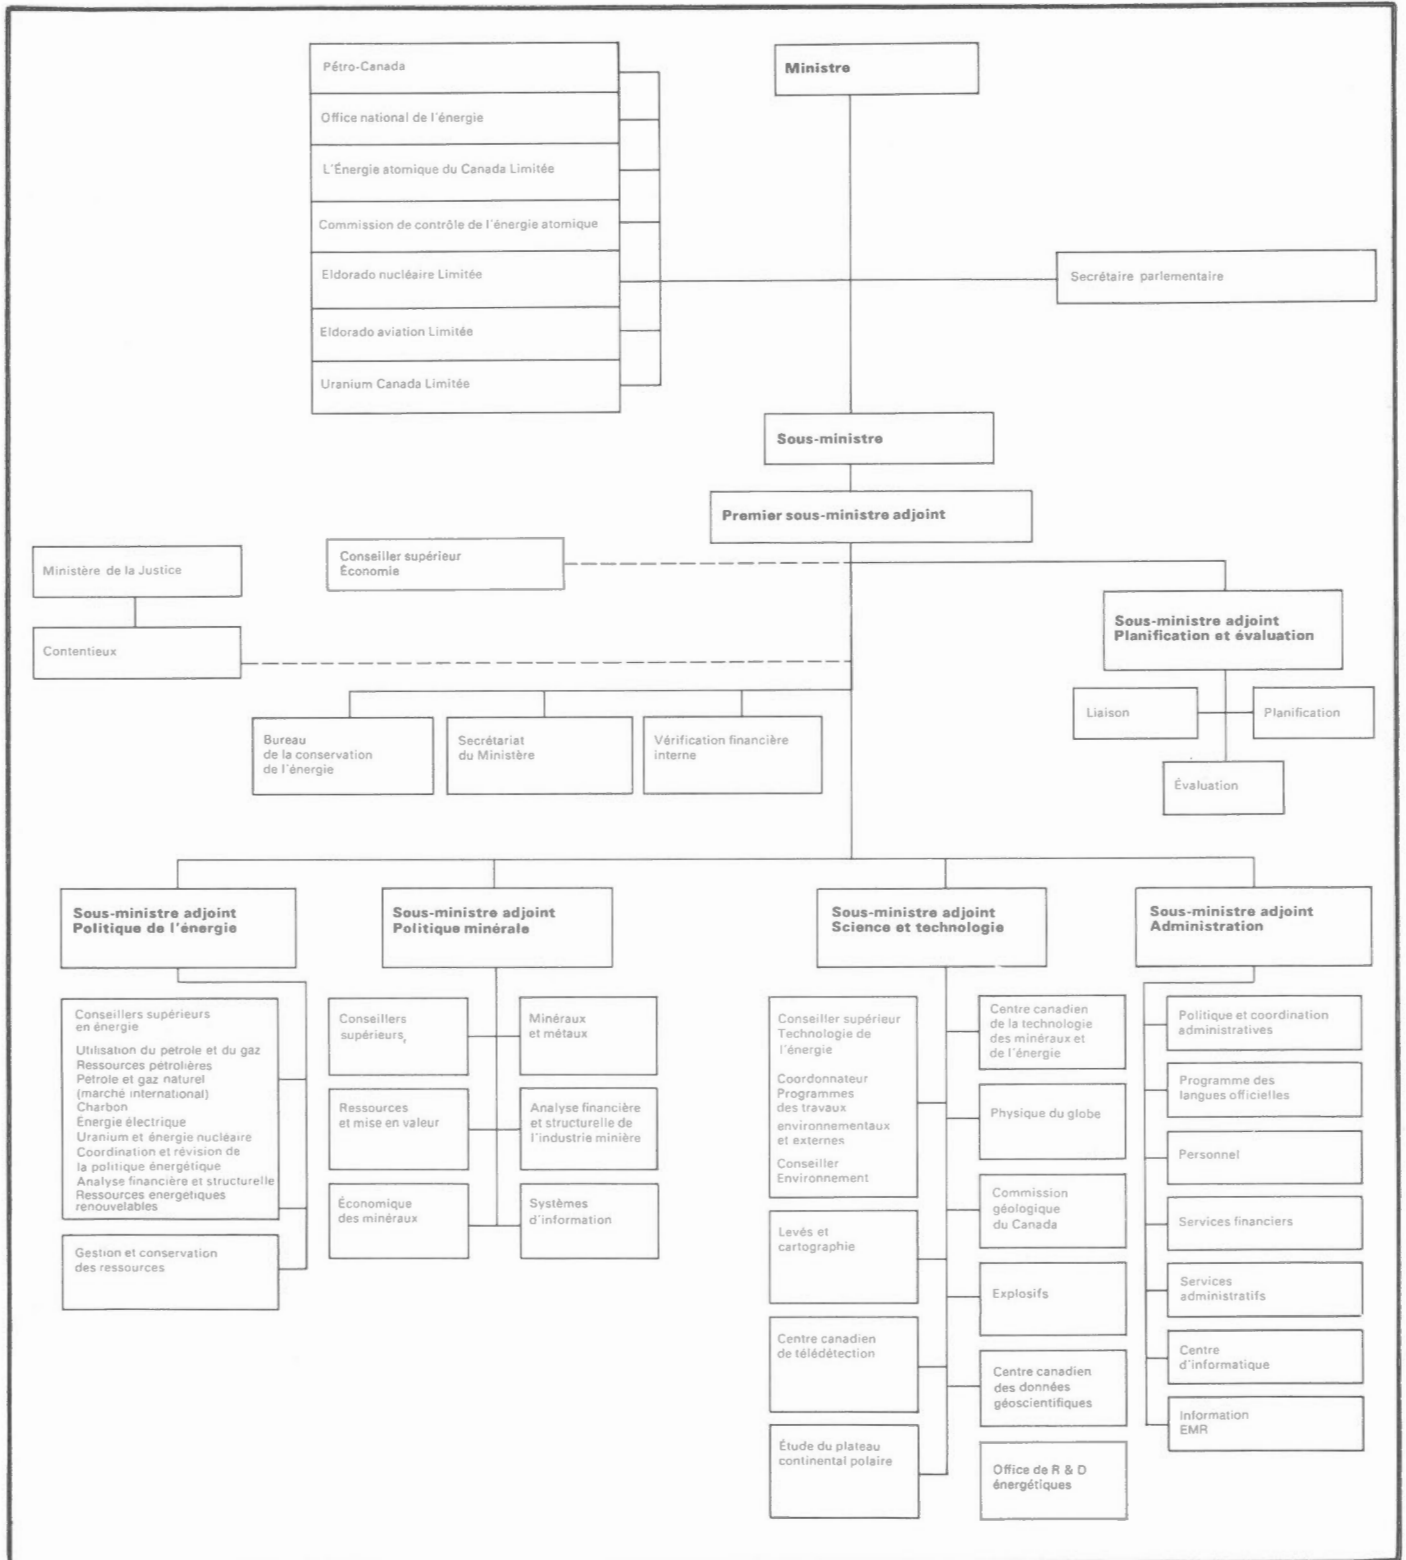 Pétro-Canada
Office national de l'énergie
L'Énergie atomique du Canada Limitée
Commission de contrôle de l'énergie atomique
Eldorado nucléaire Limitée
Eldorado aviation Limitée
Uranium Canada Limitée
Ministre
Secrétaire parlementaire
Sous-ministre
Premier sous-ministre adjoint
Ministère de la Justice
Contentieux
Conseiller supérieur
Économie
Sous-ministre adjoint
Planification et évaluation
Liaison
Planification
Évaluation
Bureau
de la conservation
de l'énergie
Secrétariat
du Ministère
Vérification financière
interne
Sous-ministre adjoint
Politique de l'énergie
Conseillers supérieurs
en énergie
Utilisation du petrole et du gaz
Ressources pétrolières
Petrole et gaz naturel
(marché international)
Charbon
Énergie électrique
Uranium et énergie nucléaire
Coordination et révision de
la politique énergétique
Analyse financière et structurelle
Ressources energétiques
renouvelables
Gestion et conservation
des ressources
Sous-ministre adjoint
Politique minérale
Conseillers
supérieurs,
Minéraux
et métaux
Ressources
et mise en valeur
Analyse financière
et structurelle de
l'industrie minière
Économique
des minéraux
Systèmes
d'information
Sous-ministre adjoint
Science et technologie
Conseiller supérieur
Technologie de
l'énergie
Coordonnateur
Programmes
des travaux
environnementaux
et externes
Conseiller
Environnement
Levés et
cartographie
Centre canadien
de télédétection
Étude du plateau
continental polaire
Centre canadien
de la technologie
des minéraux et
de l'énergie
Physique du globe
Commission
géologique
du Canada
Explosifs
Centre canadien
des données
géoscientifiques
Office de R & D
énergétiques
Sous-ministre adjoint
Administration
Politique et coordination
administratives
Programme des
langues officielles
Personnel
Services financiers
Services
administratifs
Centre
d'informatique
Information
EMR